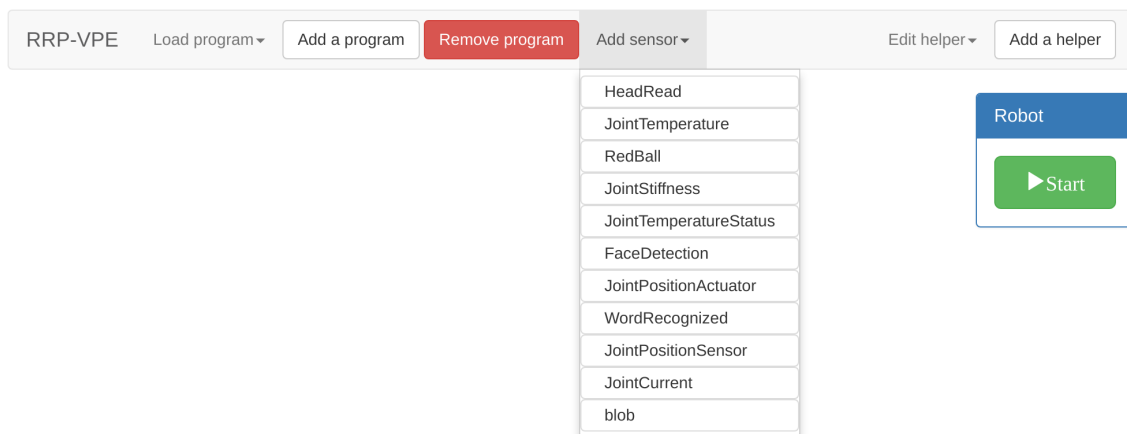 RRP-VPE Load program Add a program Remove program Add sensor Edit helper Add a helper
HeadRead
JointTemperature
RedBall
JointStiffness
JointTemperatureStatus
FaceDetection
JointPositionActuator
WordRecognized
JointPositionSensor
JointCurrent
blob
Robot
Start